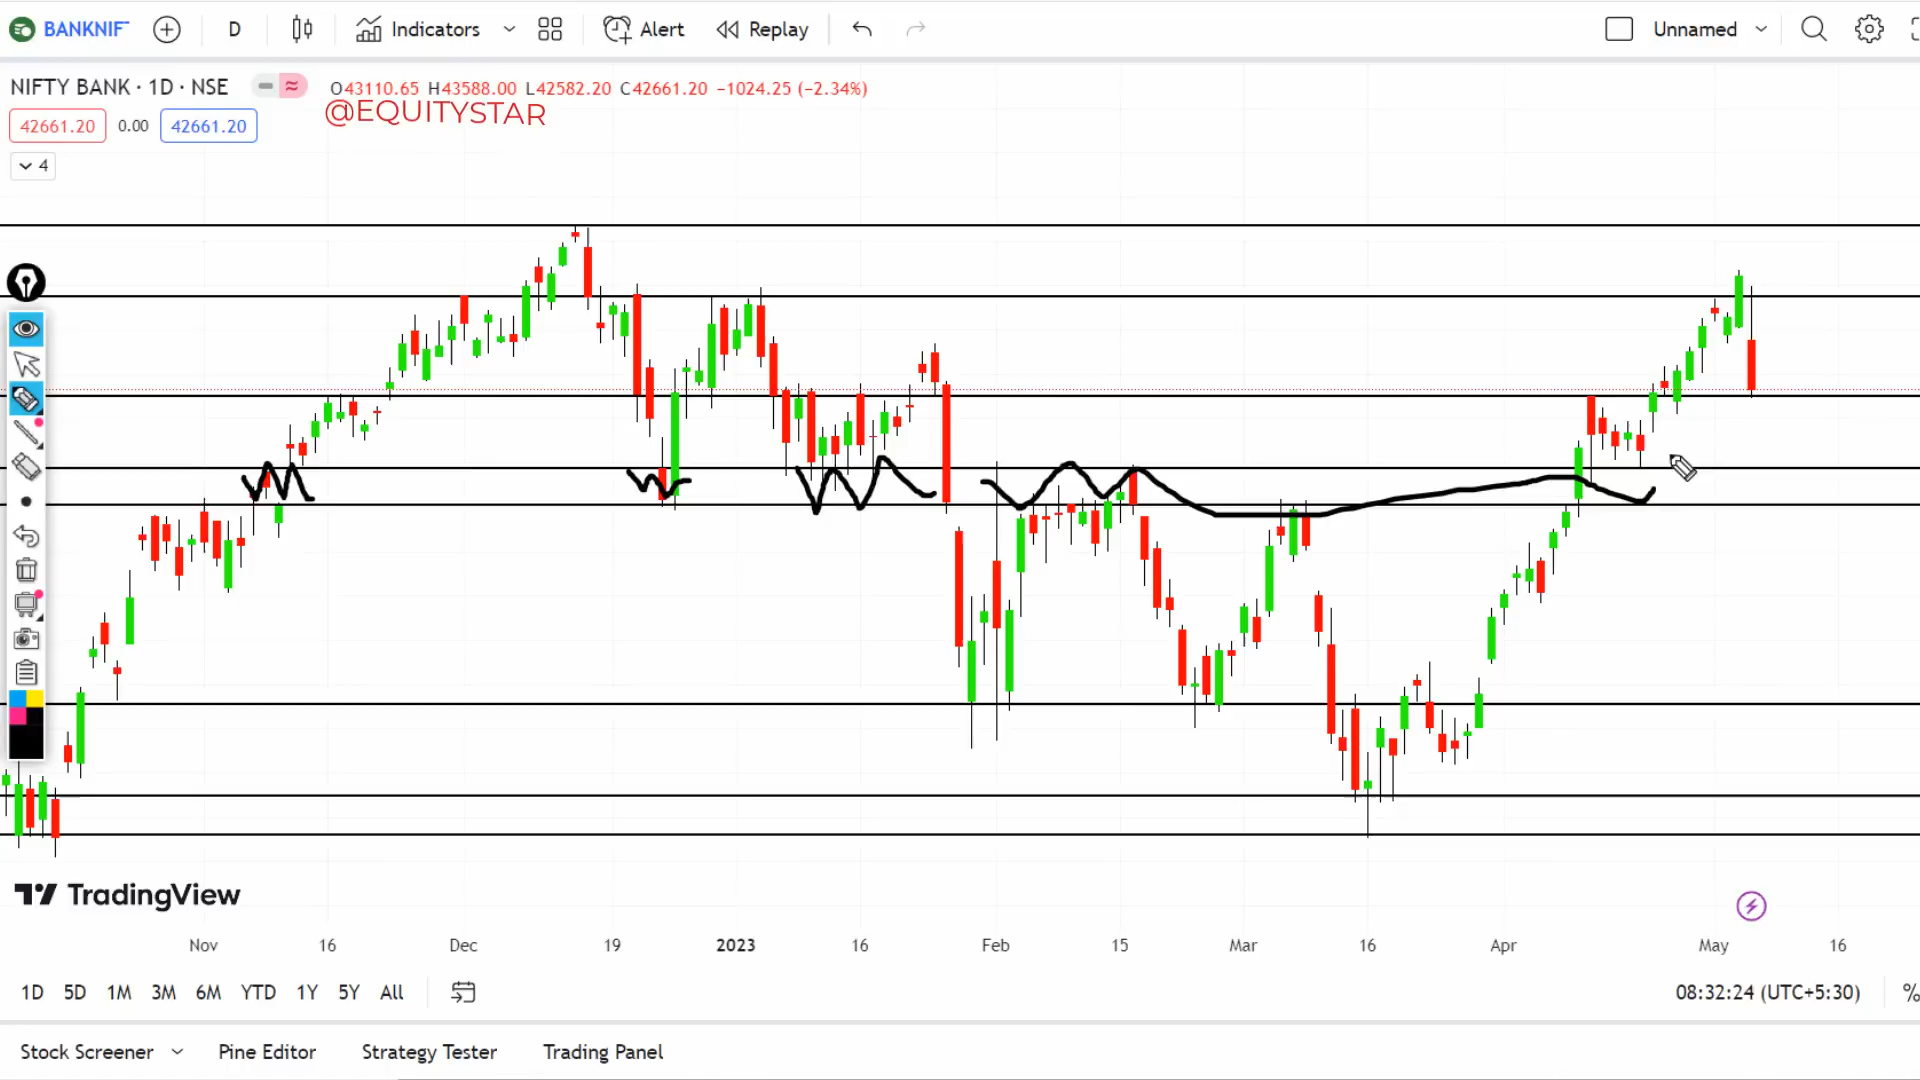 BANKNIFT
D
Indicators
Alert
Replay
Unnamed
NIFTY BANK · 1D · NSE
O43110.65 H43588.00 L42582.20 C42661.20 −1024.25 (−2.34%)
@EQUITYSTAR
42661.20 0.00 42661.20
4
TradingView
Nov 16 Dec 19 2023 16 Feb 15 Mar 16 Apr May 16
1D 5D 1M 3M 6M YTD 1Y 5Y All
08:32:24 (UTC+5:30)
%
Stock Screener Pine Editor Strategy Tester Trading Panel